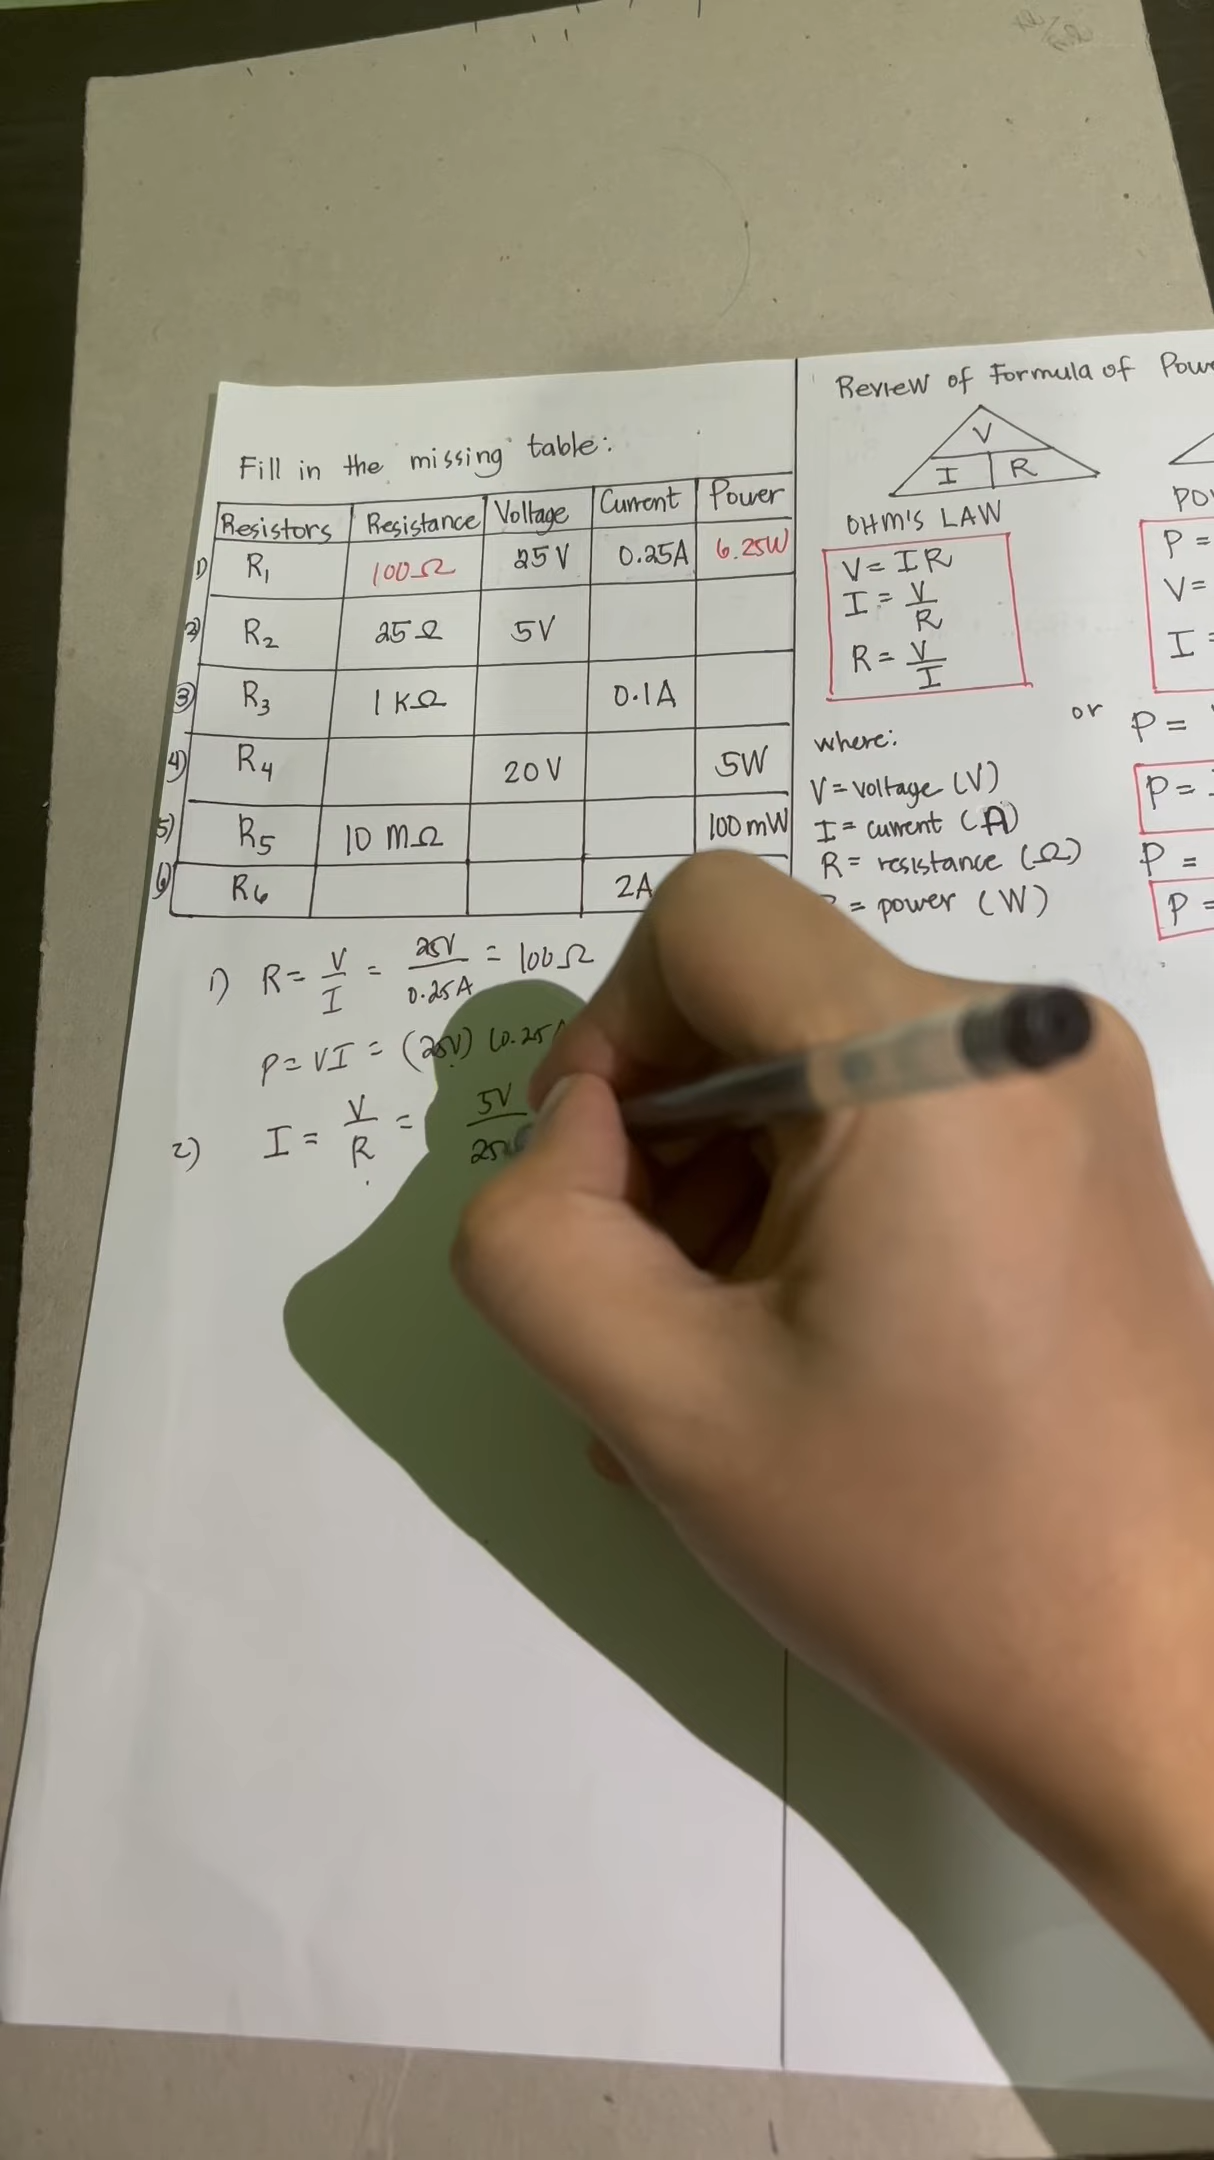 Fill in the missing table:
Resistors Resistance Voltage Current Power
1) R1 100Ω 25V 0.25A 6.25W
2) R2 25Ω 5V
3) R3 1KΩ 0.1A
4) R4 20V 5W
5) R5 10 MΩ 100mW
6) R6 2A
1) R = V/I = 25V/0.25A = 100Ω
P = VI = (25V) (0.25
2) I = V/R = 5V/25
Review of Formula of
V
I R
OHM'S LAW
V = IR
I = V/R
R = V/I
where:
V = voltage (V)
I = current (A)
R = resistance (Ω)
= power (W)
P =
V =
I =
or P =
P =
P =
P =